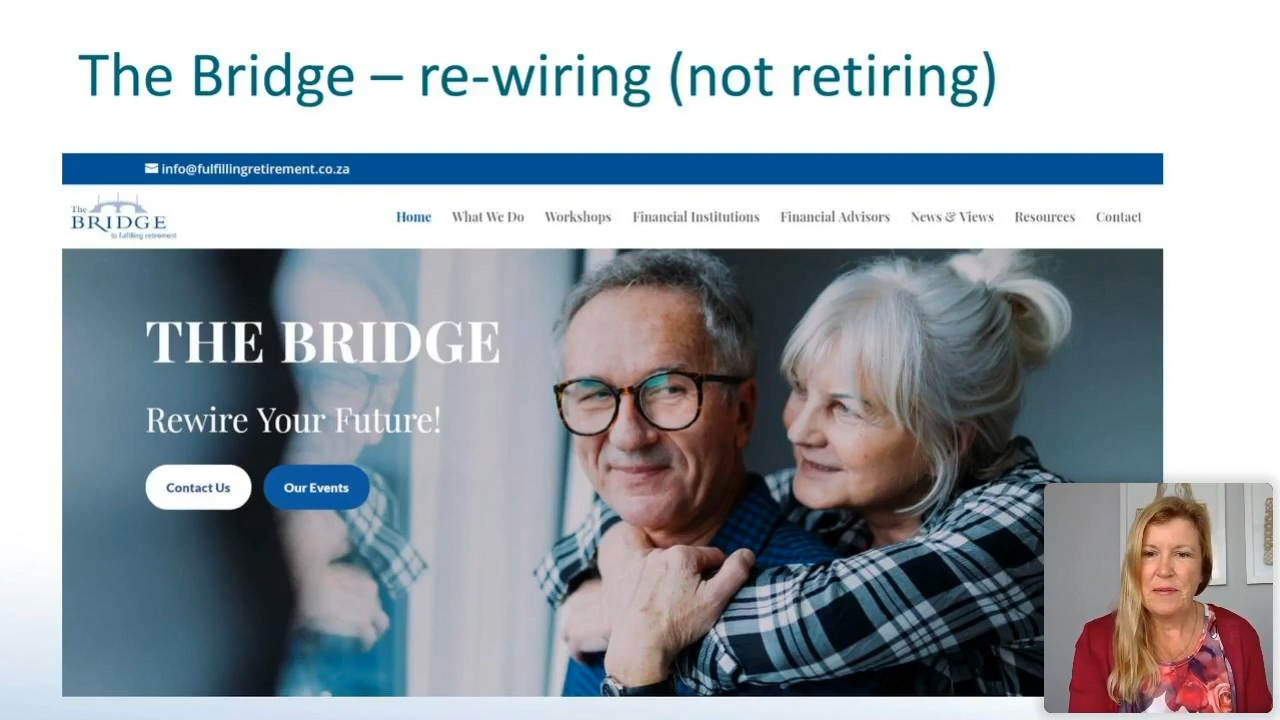 The Bridge – re-wiring (not retiring)
info@fulfillingretirement.co.za
The
BRIDGE
to fulfilling retirement
Home What We Do Workshops Financial Institutions Financial Advisors News & Views Resources Contact
THE BRIDGE
Rewire Your Future!
Contact Us Our Events